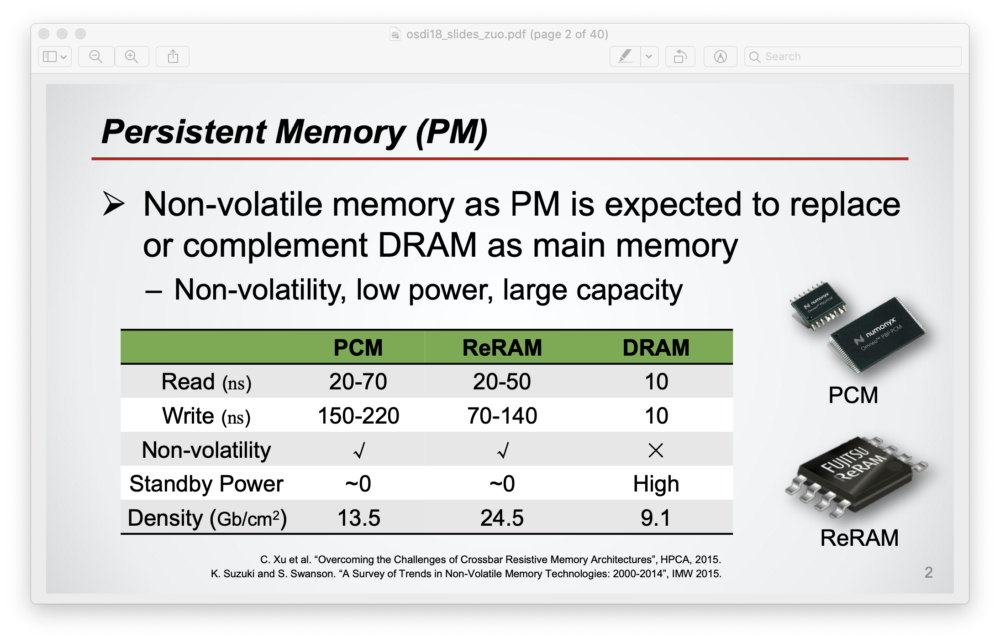 osdi18_slides_zuo.pdf (page 2 of 40)
Search
Persistent Memory (PM)
➢ Non-volatile memory as PM is expected to replace
or complement DRAM as main memory
– Non-volatility, low power, large capacity
PCM ReRAM DRAM
Read (ns) 20-70 20-50 10
Write (ns) 150-220 70-140 10
Non-volatility √ √ ×
Standby Power ~0 ~0 High
Density (Gb/cm²) 13.5 24.5 9.1
numonyx
Omneo™ P5Q PCM
numonyx
Omneo™ P8P PCM
PCM
FUJITSU
ReRAM
ReRAM
C. Xu et al. “Overcoming the Challenges of Crossbar Resistive Memory Architectures”, HPCA, 2015.
K. Suzuki and S. Swanson. “A Survey of Trends in Non-Volatile Memory Technologies: 2000-2014”, IMW 2015.
2